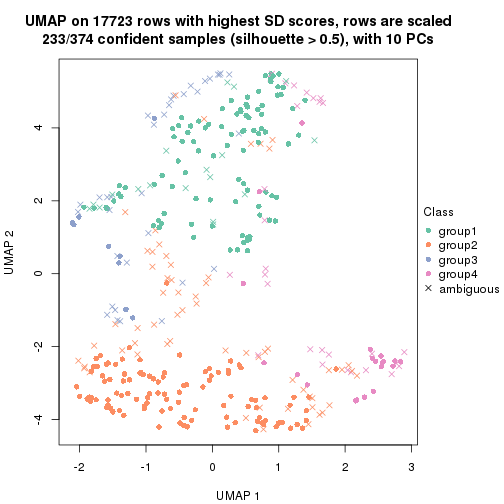 UMAP on 17723 rows with highest SD scores, rows are scaled
233/374 confident samples (silhouette > 0.5), with 10 PCs
4
2
0
-2
-4
UMAP 2
-2
-1
0
1
2
3
UMAP 1
Class
group1
group2
group3
group4
ambiguous